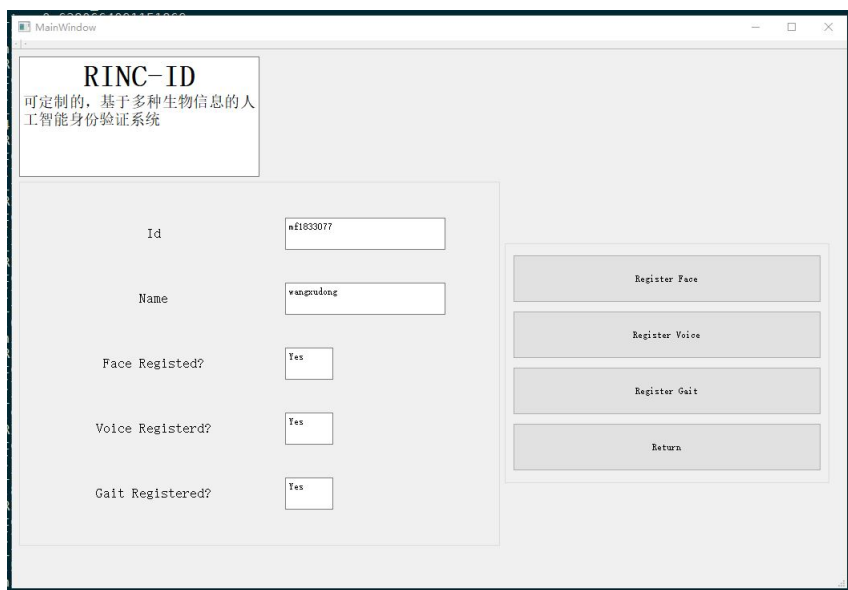 MainWindow
RINC-ID
可定制的，基于多种生物信息的人
工智能身份验证系统
Id
mf1833077
Name
wangxudong
Face Registed?
Yes
Voice Registerd?
Yes
Gait Registered?
Yes
Register Face
Register Voice
Register Gait
Return